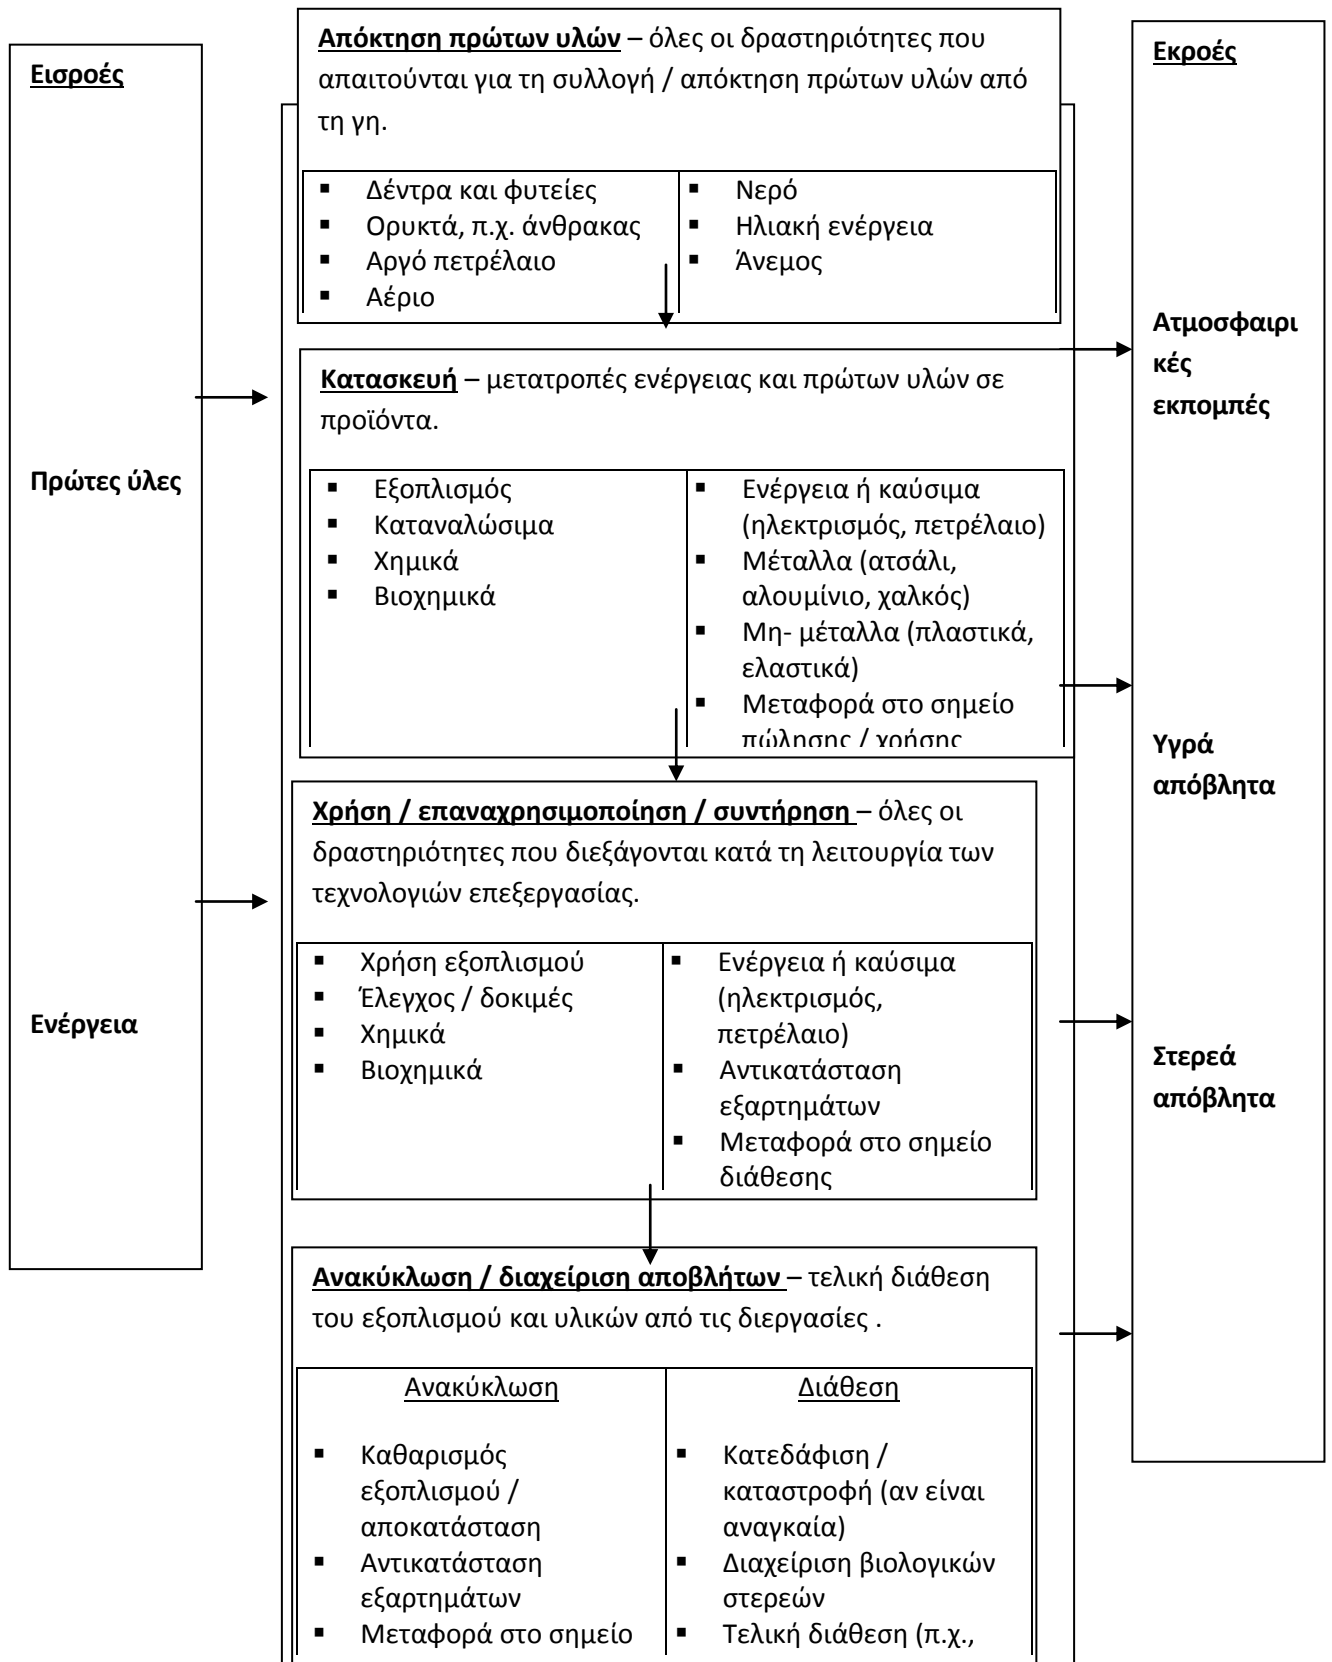 Εισροές
Πρώτες ύλες
Ενέργεια
Απόκτηση πρώτων υλών – όλες οι δραστηριότητες που
απαιτούνται για τη συλλογή / απόκτηση πρώτων υλών από
τη γη.
▪ Δέντρα και φυτείες
▪ Ορυκτά, π.χ. άνθρακας
▪ Αργό πετρέλαιο
▪ Αέριο
▪ Νερό
▪ Ηλιακή ενέργεια
▪ Άνεμος
Κατασκευή – μετατροπές ενέργειας και πρώτων υλών σε
προϊόντα.
▪ Εξοπλισμός
▪ Καταναλώσιμα
▪ Χημικά
▪ Βιοχημικά
▪ Ενέργεια ή καύσιμα
(ηλεκτρισμός, πετρέλαιο)
▪ Μέταλλα (ατσάλι,
αλουμίνιο, χαλκός)
▪ Μη- μέταλλα (πλαστικά,
ελαστικά)
▪ Μεταφορά στο σημείο
πώλησης / χρήσης
Χρήση / επαναχρησιμοποίηση / συντήρηση – όλες οι
δραστηριότητες που διεξάγονται κατά τη λειτουργία των
τεχνολογιών επεξεργασίας.
▪ Χρήση εξοπλισμού
▪ Έλεγχος / δοκιμές
▪ Χημικά
▪ Βιοχημικά
▪ Ενέργεια ή καύσιμα
(ηλεκτρισμός,
πετρέλαιο)
▪ Αντικατάσταση
εξαρτημάτων
▪ Μεταφορά στο σημείο
διάθεσης
Ανακύκλωση / διαχείριση αποβλήτων – τελική διάθεση
του εξοπλισμού και υλικών από τις διεργασίες .
Ανακύκλωση
▪ Καθαρισμός
εξοπλισμού /
αποκατάσταση
▪ Αντικατάσταση
εξαρτημάτων
▪ Μεταφορά στο σημείο
Διάθεση
▪ Κατεδάφιση /
καταστροφή (αν είναι
αναγκαία)
▪ Διαχείριση βιολογικών
στερεών
▪ Τελική διάθεση (π.χ.,
Εκροές
Ατμοσφαιρι
κές
εκπομπές
Υγρά
απόβλητα
Στερεά
απόβλητα